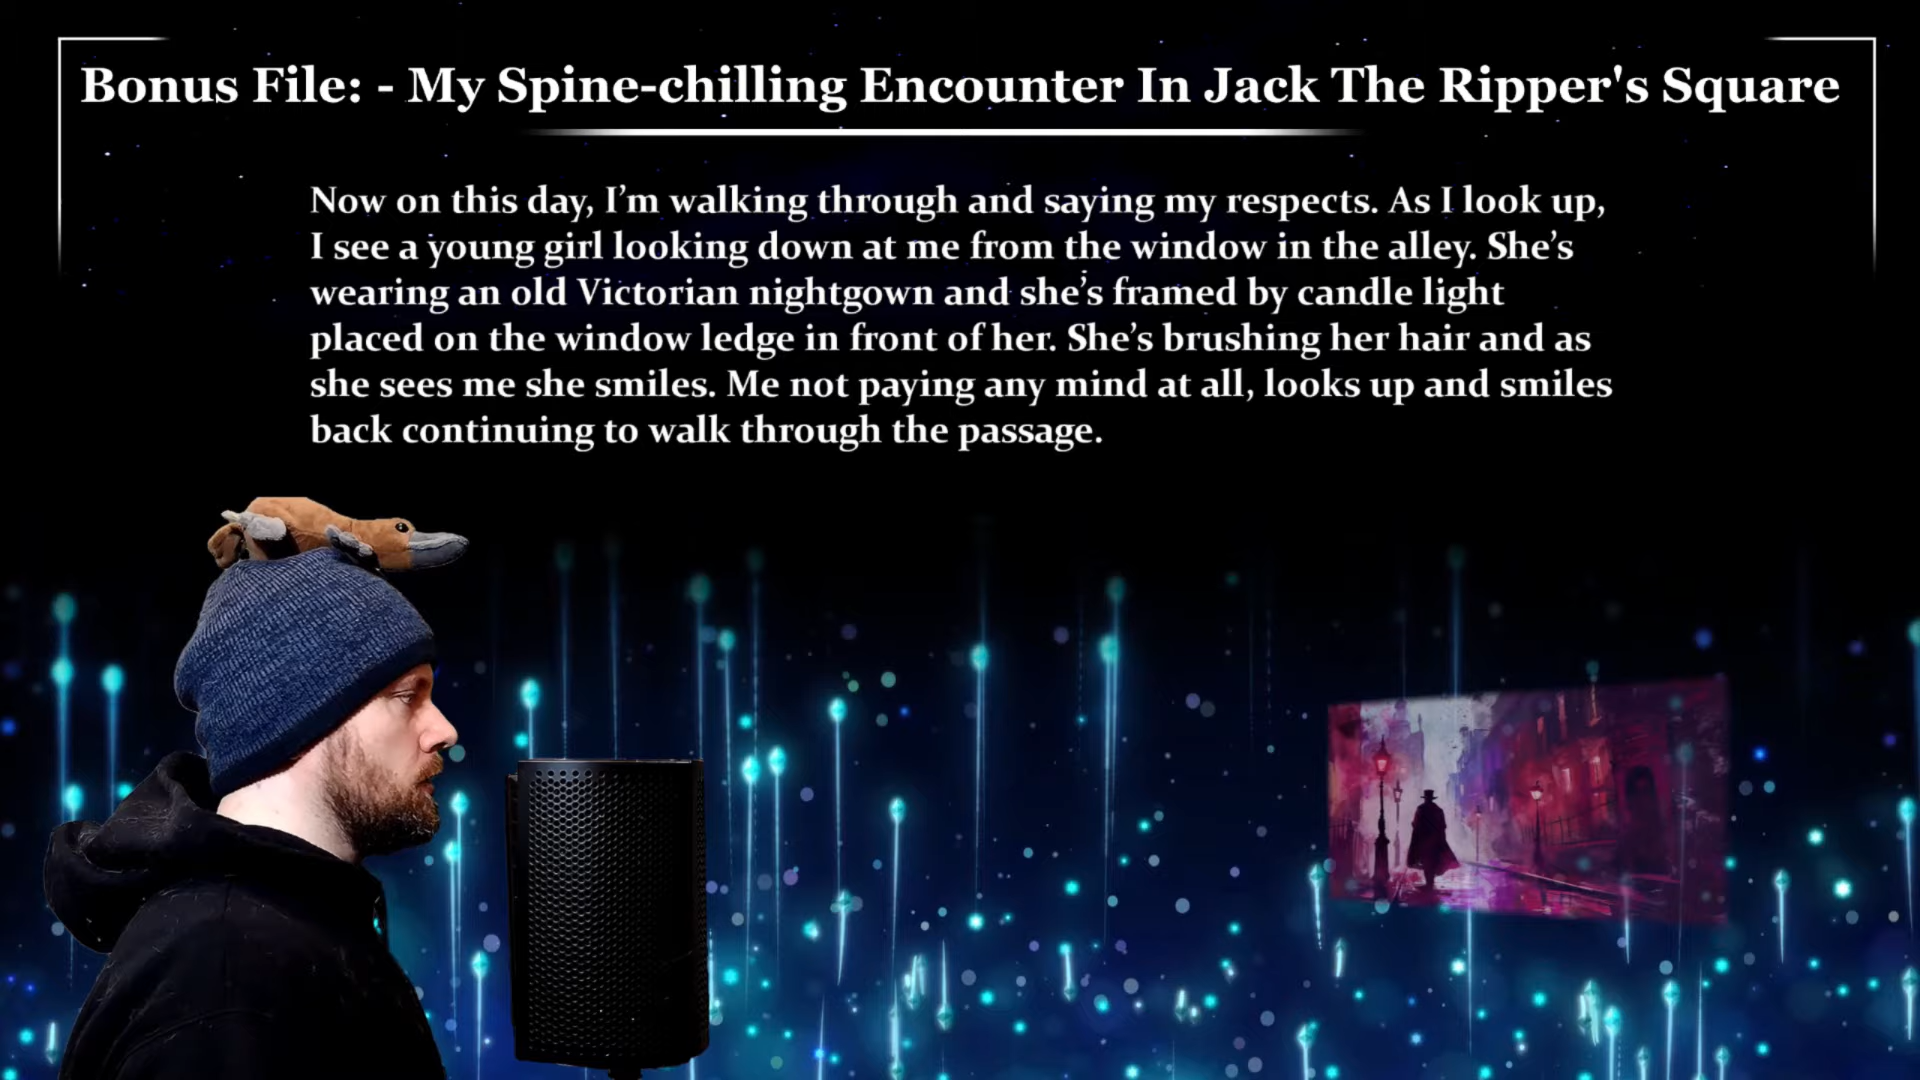 Bonus File: - My Spine-chilling Encounter In Jack The Ripper's Square
Now on this day, I’m walking through and saying my respects. As I look up,
I see a young girl looking down at me from the window in the alley. She’s
wearing an old Victorian nightgown and she’s framed by candle light
placed on the window ledge in front of her. She’s brushing her hair and as
she sees me she smiles. Me not paying any mind at all, looks up and smiles
back continuing to walk through the passage.